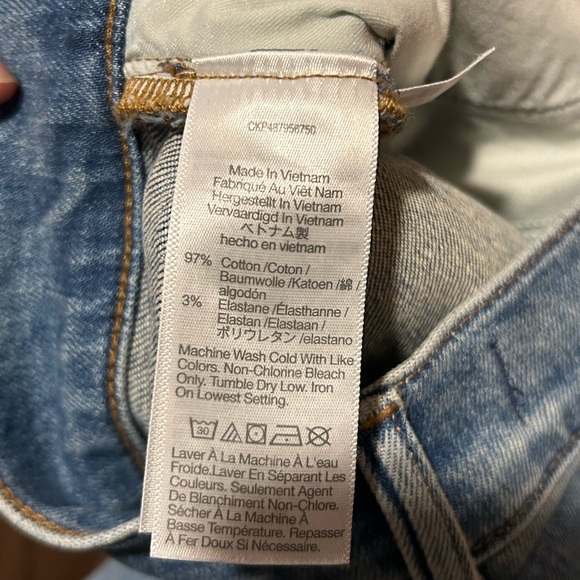 CKP487956750
Made In Vietnam
Fabriqué Au Viêt Nam
Hergestellt In Vietnam
Vervaardigd In Vietnam
ベトナム製
hecho en vietnam
97% Cotton /Coton /
Baumwolle /Katoen /綿 /
algodón
3% Elastane /Élasthanne /
Elastan /Elastaan /
ポリウレタン /elastano
Machine Wash Cold With Like
Colors. Non-Chlorine Bleach
Only. Tumble Dry Low. Iron
On Lowest Setting.
30
Laver À La Machine À L'eau
Froide.Laver En Séparant Les
Couleurs. Seulement Agent
De Blanchiment Non-Chlore.
Sécher À La Machine À
Basse Température. Repasser
À Fer Doux Si Nécessaire.